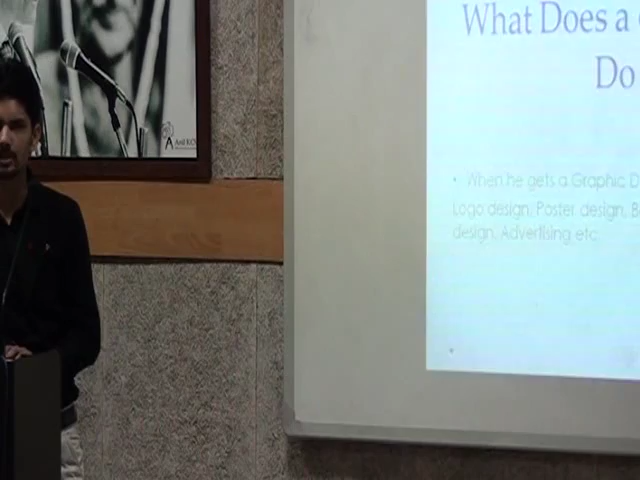 What Does a
Do
• When he gets a Graphic D
Logo design, Poster design, B
design, Advertising etc